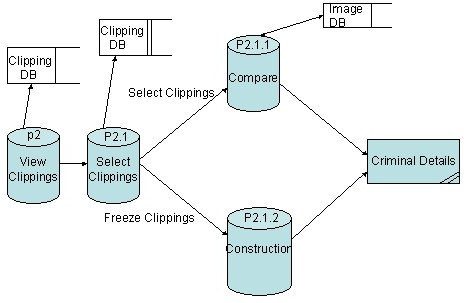 Image
DB
Clipping
DB
Clipping
DB
P2.1.1
Compare
Select Clippings
p2
View
Clippings
P2.1
Select
Clippings
Criminal Details
Freeze Clippings
P2.1.2
Construction